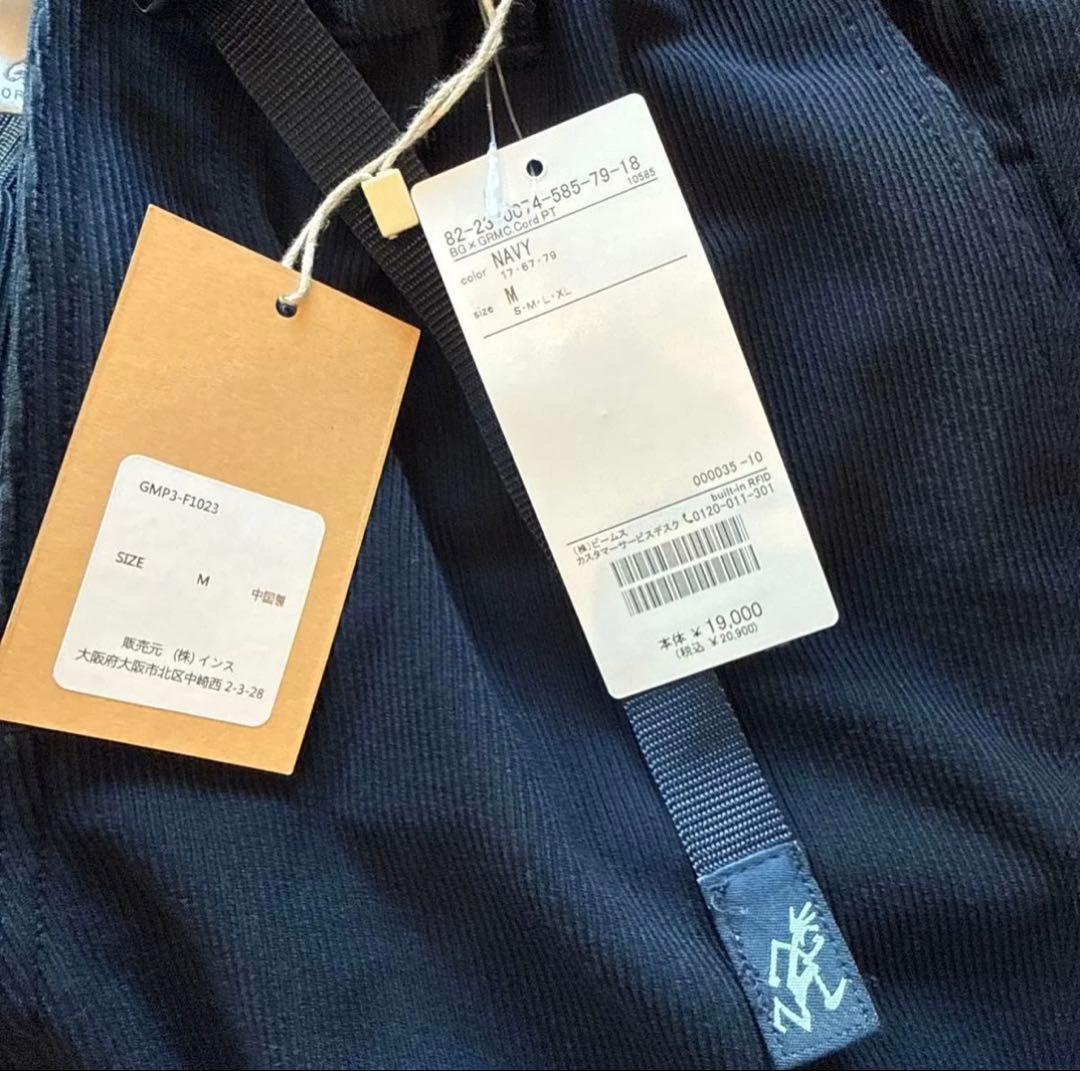 GMP3-F1023
SIZE M
中国製
販売元 (株)インス
大阪府大阪市北区中崎西2-3-28
82-23-0074-585-79-18
BG×GRMC.Cord PT 10585
color NAVY
17・67・79
size M
S・M・L・XL
000035-10
built-in RFID
(株)ビームス
カスタマーサービスデスク 0120-011-301
本体 ¥19,000
(税込 ¥20,900)